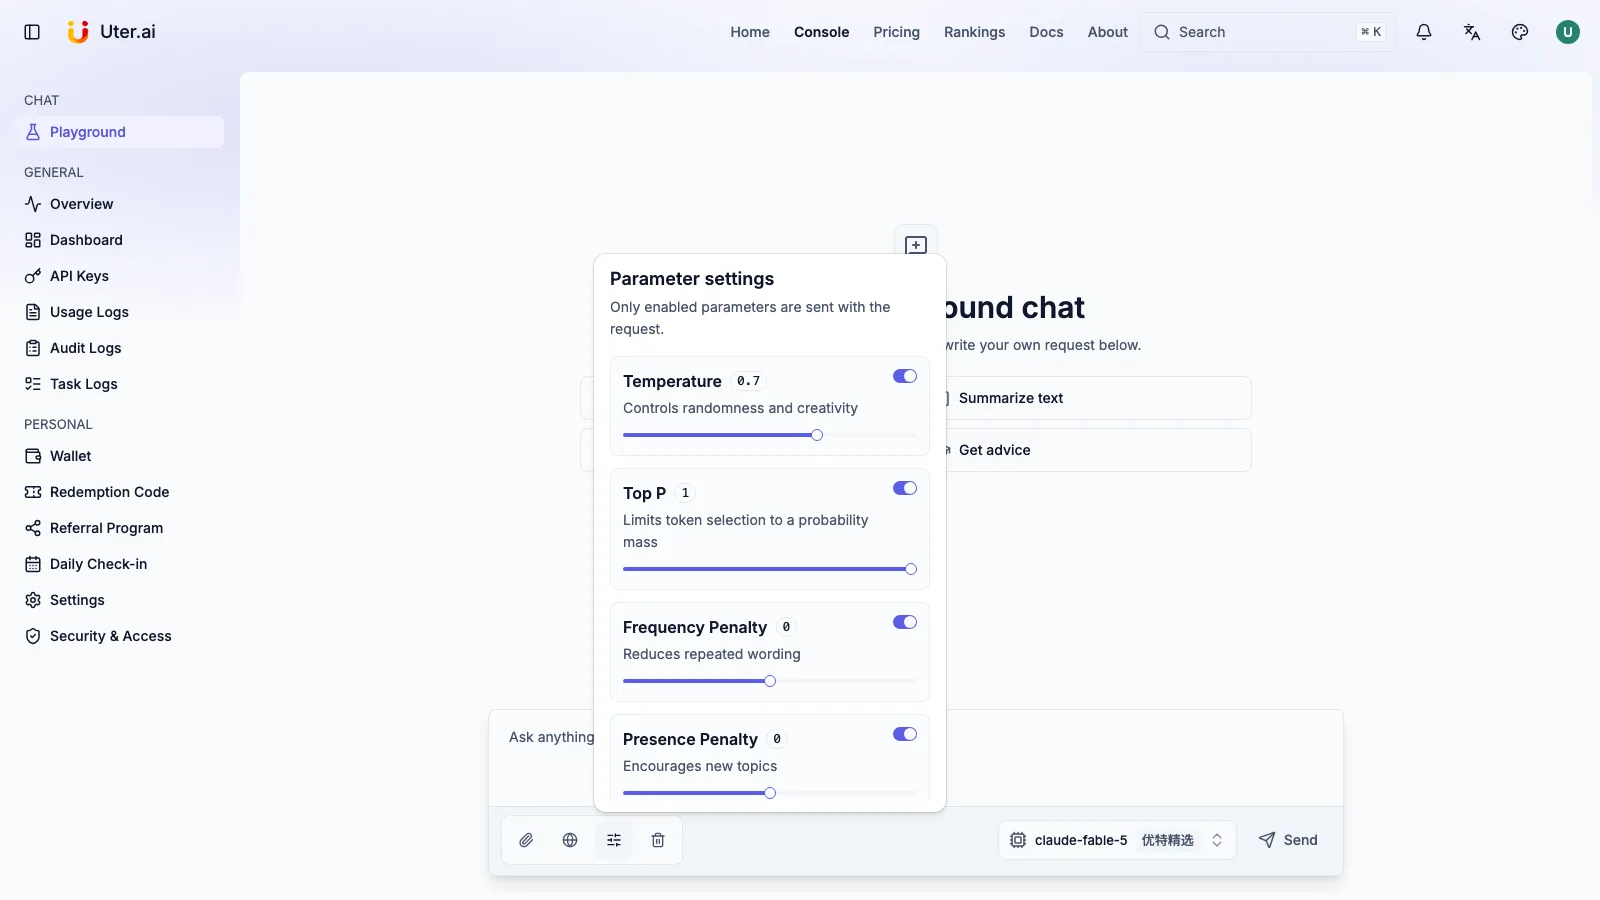 Uter.ai
Home
Console
Pricing
Rankings
Docs
About
Search
⌘ K
U
CHAT
Playground
GENERAL
Overview
Dashboard
API Keys
Usage Logs
Audit Logs
Task Logs
PERSONAL
Wallet
Redemption Code
Referral Program
Daily Check-in
Settings
Security & Access
Parameter settings
Only enabled parameters are sent with the
request.
Temperature 0.7
Controls randomness and creativity
Top P 1
Limits token selection to a probability
mass
Frequency Penalty 0
Reduces repeated wording
Presence Penalty 0
Encourages new topics
ound chat
write your own request below.
Summarize text
Get advice
Ask anything
claude-fable-5 优特精选
Send